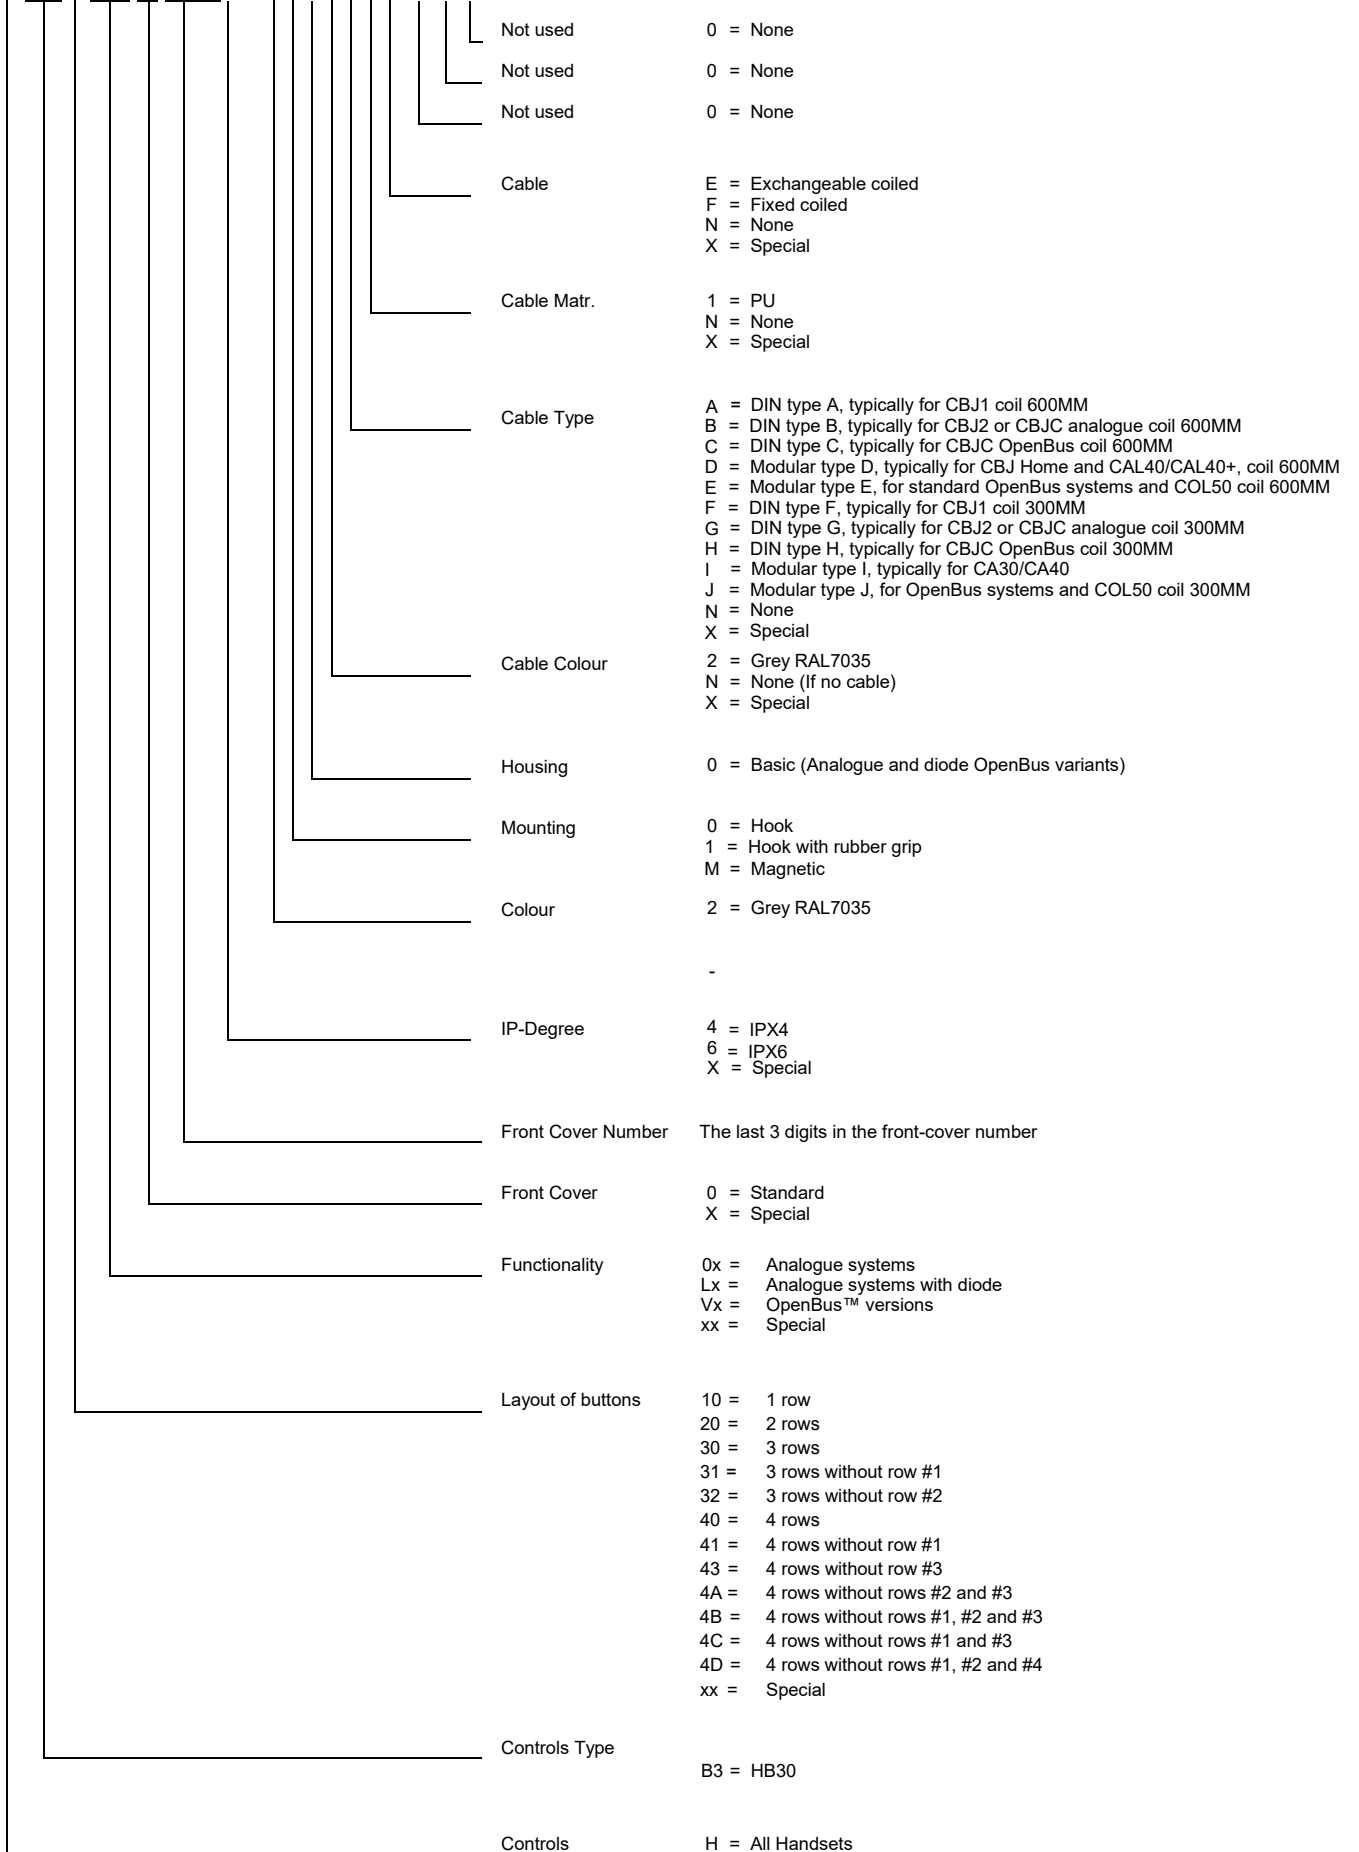 Not used 0 = None
Not used 0 = None
Not used 0 = None
Cable E = Exchangeable coiled
F = Fixed coiled
N = None
X = Special
Cable Matr. 1 = PU
N = None
X = Special
Cable Type A = DIN type A, typically for CBJ1 coil 600MM
B = DIN type B, typically for CBJ2 or CBJC analogue coil 600MM
C = DIN type C, typically for CBJC OpenBus coil 600MM
D = Modular type D, typically for CBJ Home and CAL40/CAL40+, coil 600MM
E = Modular type E, for standard OpenBus systems and COL50 coil 600MM
F = DIN type F, typically for CBJ1 coil 300MM
G = DIN type G, typically for CBJ2 or CBJC analogue coil 300MM
H = DIN type H, typically for CBJC OpenBus coil 300MM
I = Modular type I, typically for CA30/CA40
J = Modular type J, for OpenBus systems and COL50 coil 300MM
N = None
X = Special
Cable Colour 2 = Grey RAL7035
N = None (If no cable)
X = Special
Housing 0 = Basic (Analogue and diode OpenBus variants)
Mounting 0 = Hook
1 = Hook with rubber grip
M = Magnetic
Colour 2 = Grey RAL7035
-
IP-Degree 4 = IPX4
6 = IPX6
X = Special
Front Cover Number The last 3 digits in the front-cover number
Front Cover 0 = Standard
X = Special
Functionality 0x = Analogue systems
Lx = Analogue systems with diode
Vx = OpenBus™ versions
xx = Special
Layout of buttons 10 = 1 row
20 = 2 rows
30 = 3 rows
31 = 3 rows without row #1
32 = 3 rows without row #2
40 = 4 rows
41 = 4 rows without row #1
43 = 4 rows without row #3
4A = 4 rows without rows #2 and #3
4B = 4 rows without rows #1, #2 and #3
4C = 4 rows without rows #1 and #3
4D = 4 rows without rows #1, #2 and #4
xx = Special
Controls Type
B3 = HB30
Controls H = All Handsets